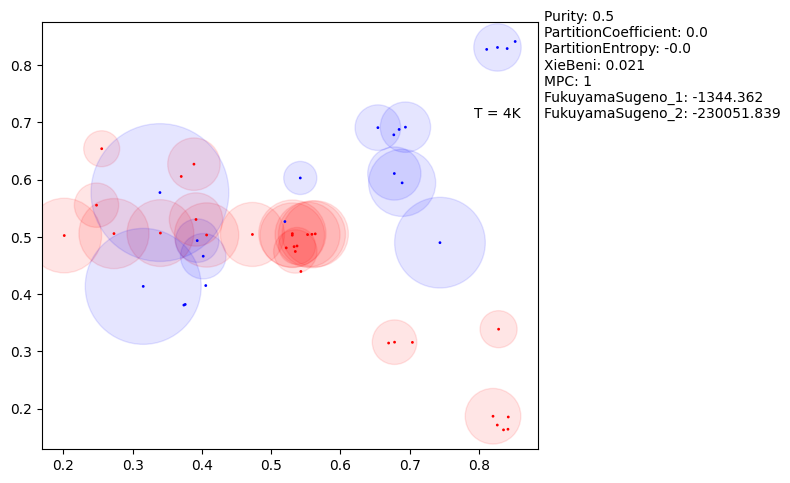 Purity: 0.5
PartitionCoefficient: 0.0
PartitionEntropy: -0.0
XieBeni: 0.021
MPC: 1
FukuyamaSugeno_1: -1344.362
FukuyamaSugeno_2: -230051.839
T = 4K
0.8
0.7
0.6
0.5
0.4
0.3
0.2
0.2 0.3 0.4 0.5 0.6 0.7 0.8